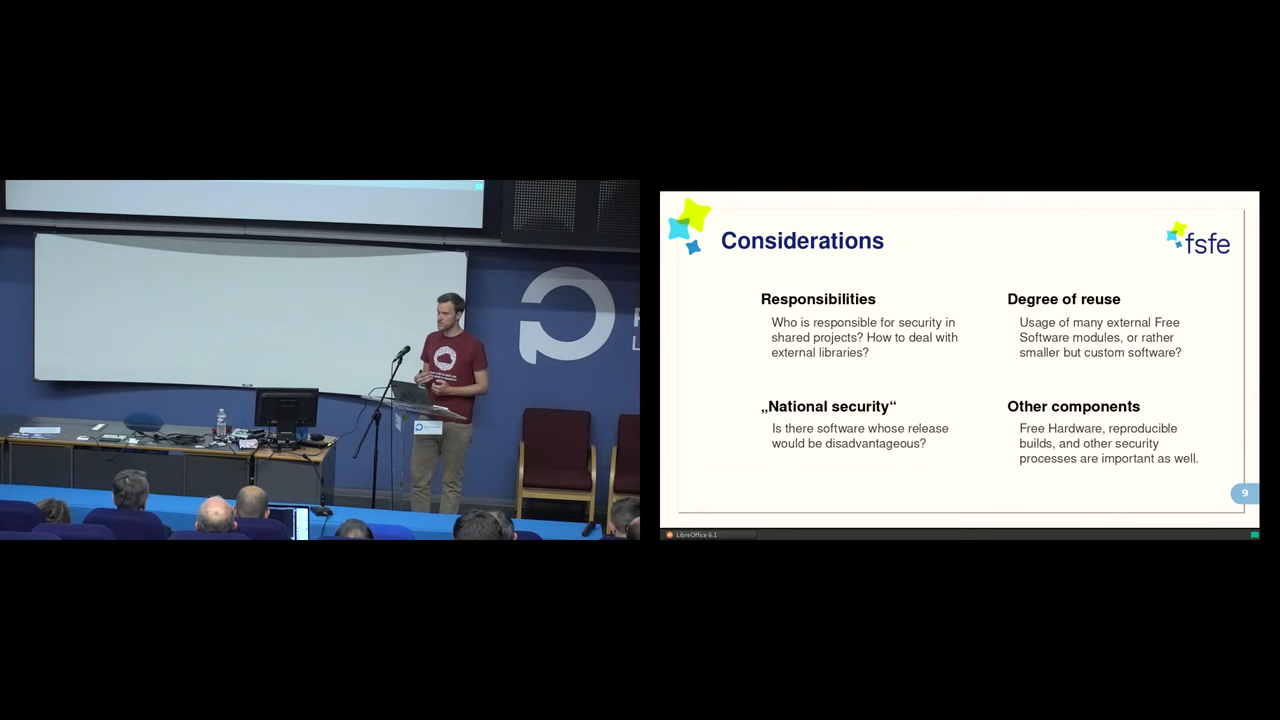 Considerations
fsfe
Responsibilities
Who is responsible for security in
shared projects? How to deal with
external libraries?
Degree of reuse
Usage of many external Free
Software modules, or rather
smaller but custom software?
„National security“
Is there software whose release
would be disadvantageous?
Other components
Free Hardware, reproducible
builds, and other security
processes are important as well.
9
LibreOffice 6.1